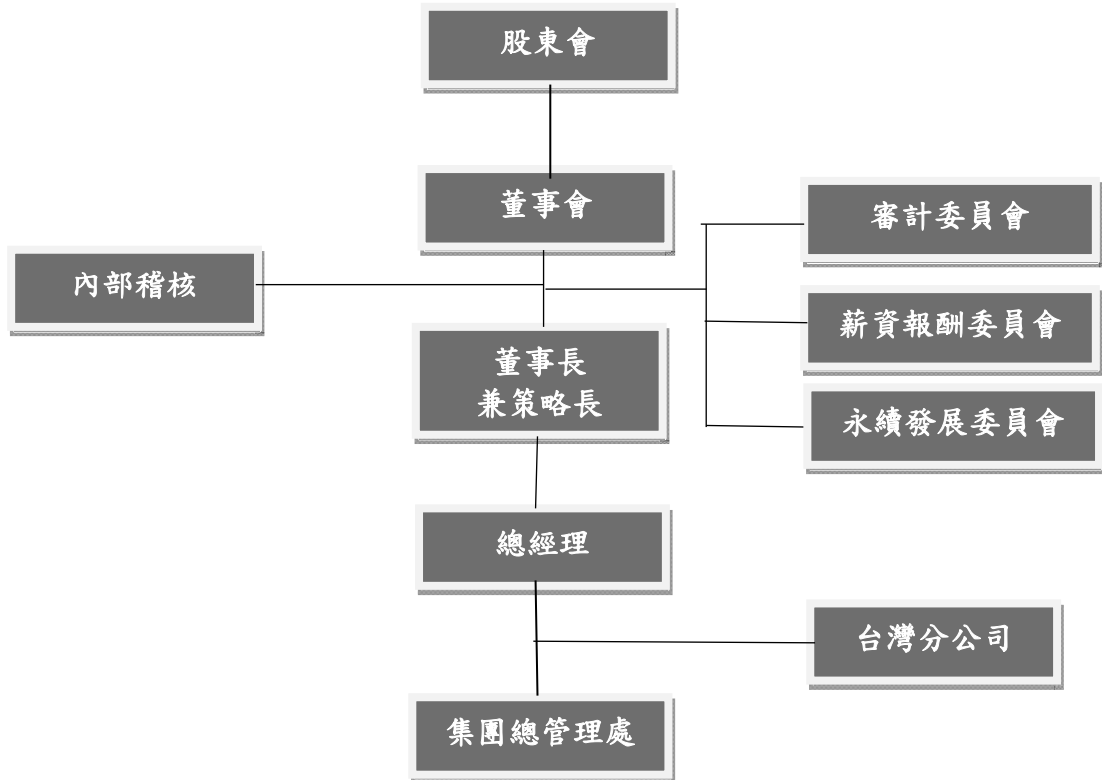 股東會
董事會
審計委員會
內部稽核
薪資報酬委員會
董事長
兼策略長
永續發展委員會
總經理
台灣分公司
集團總管理處